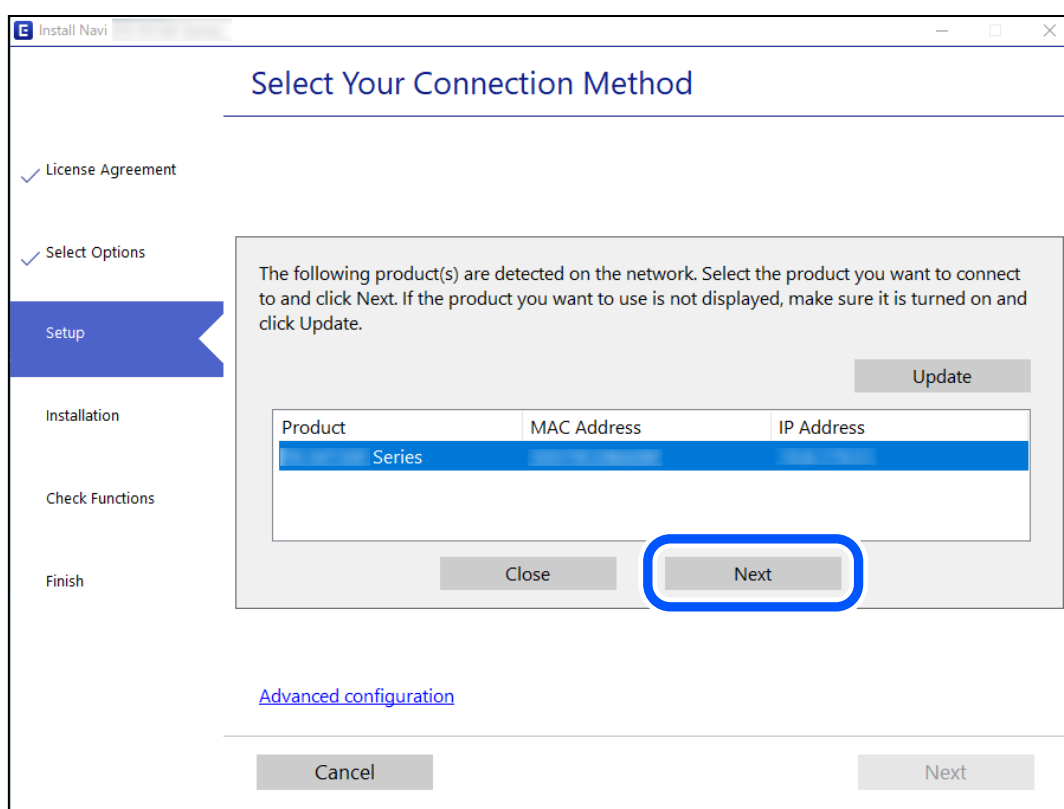 E Install Navi
Select Your Connection Method
License Agreement
Select Options
Setup
Installation
Check Functions
Finish
The following product(s) are detected on the network. Select the product you want to connect
to and click Next. If the product you want to use is not displayed, make sure it is turned on and
click Update.
Update
Product MAC Address IP Address
Series
Close Next
Advanced configuration
Cancel Next